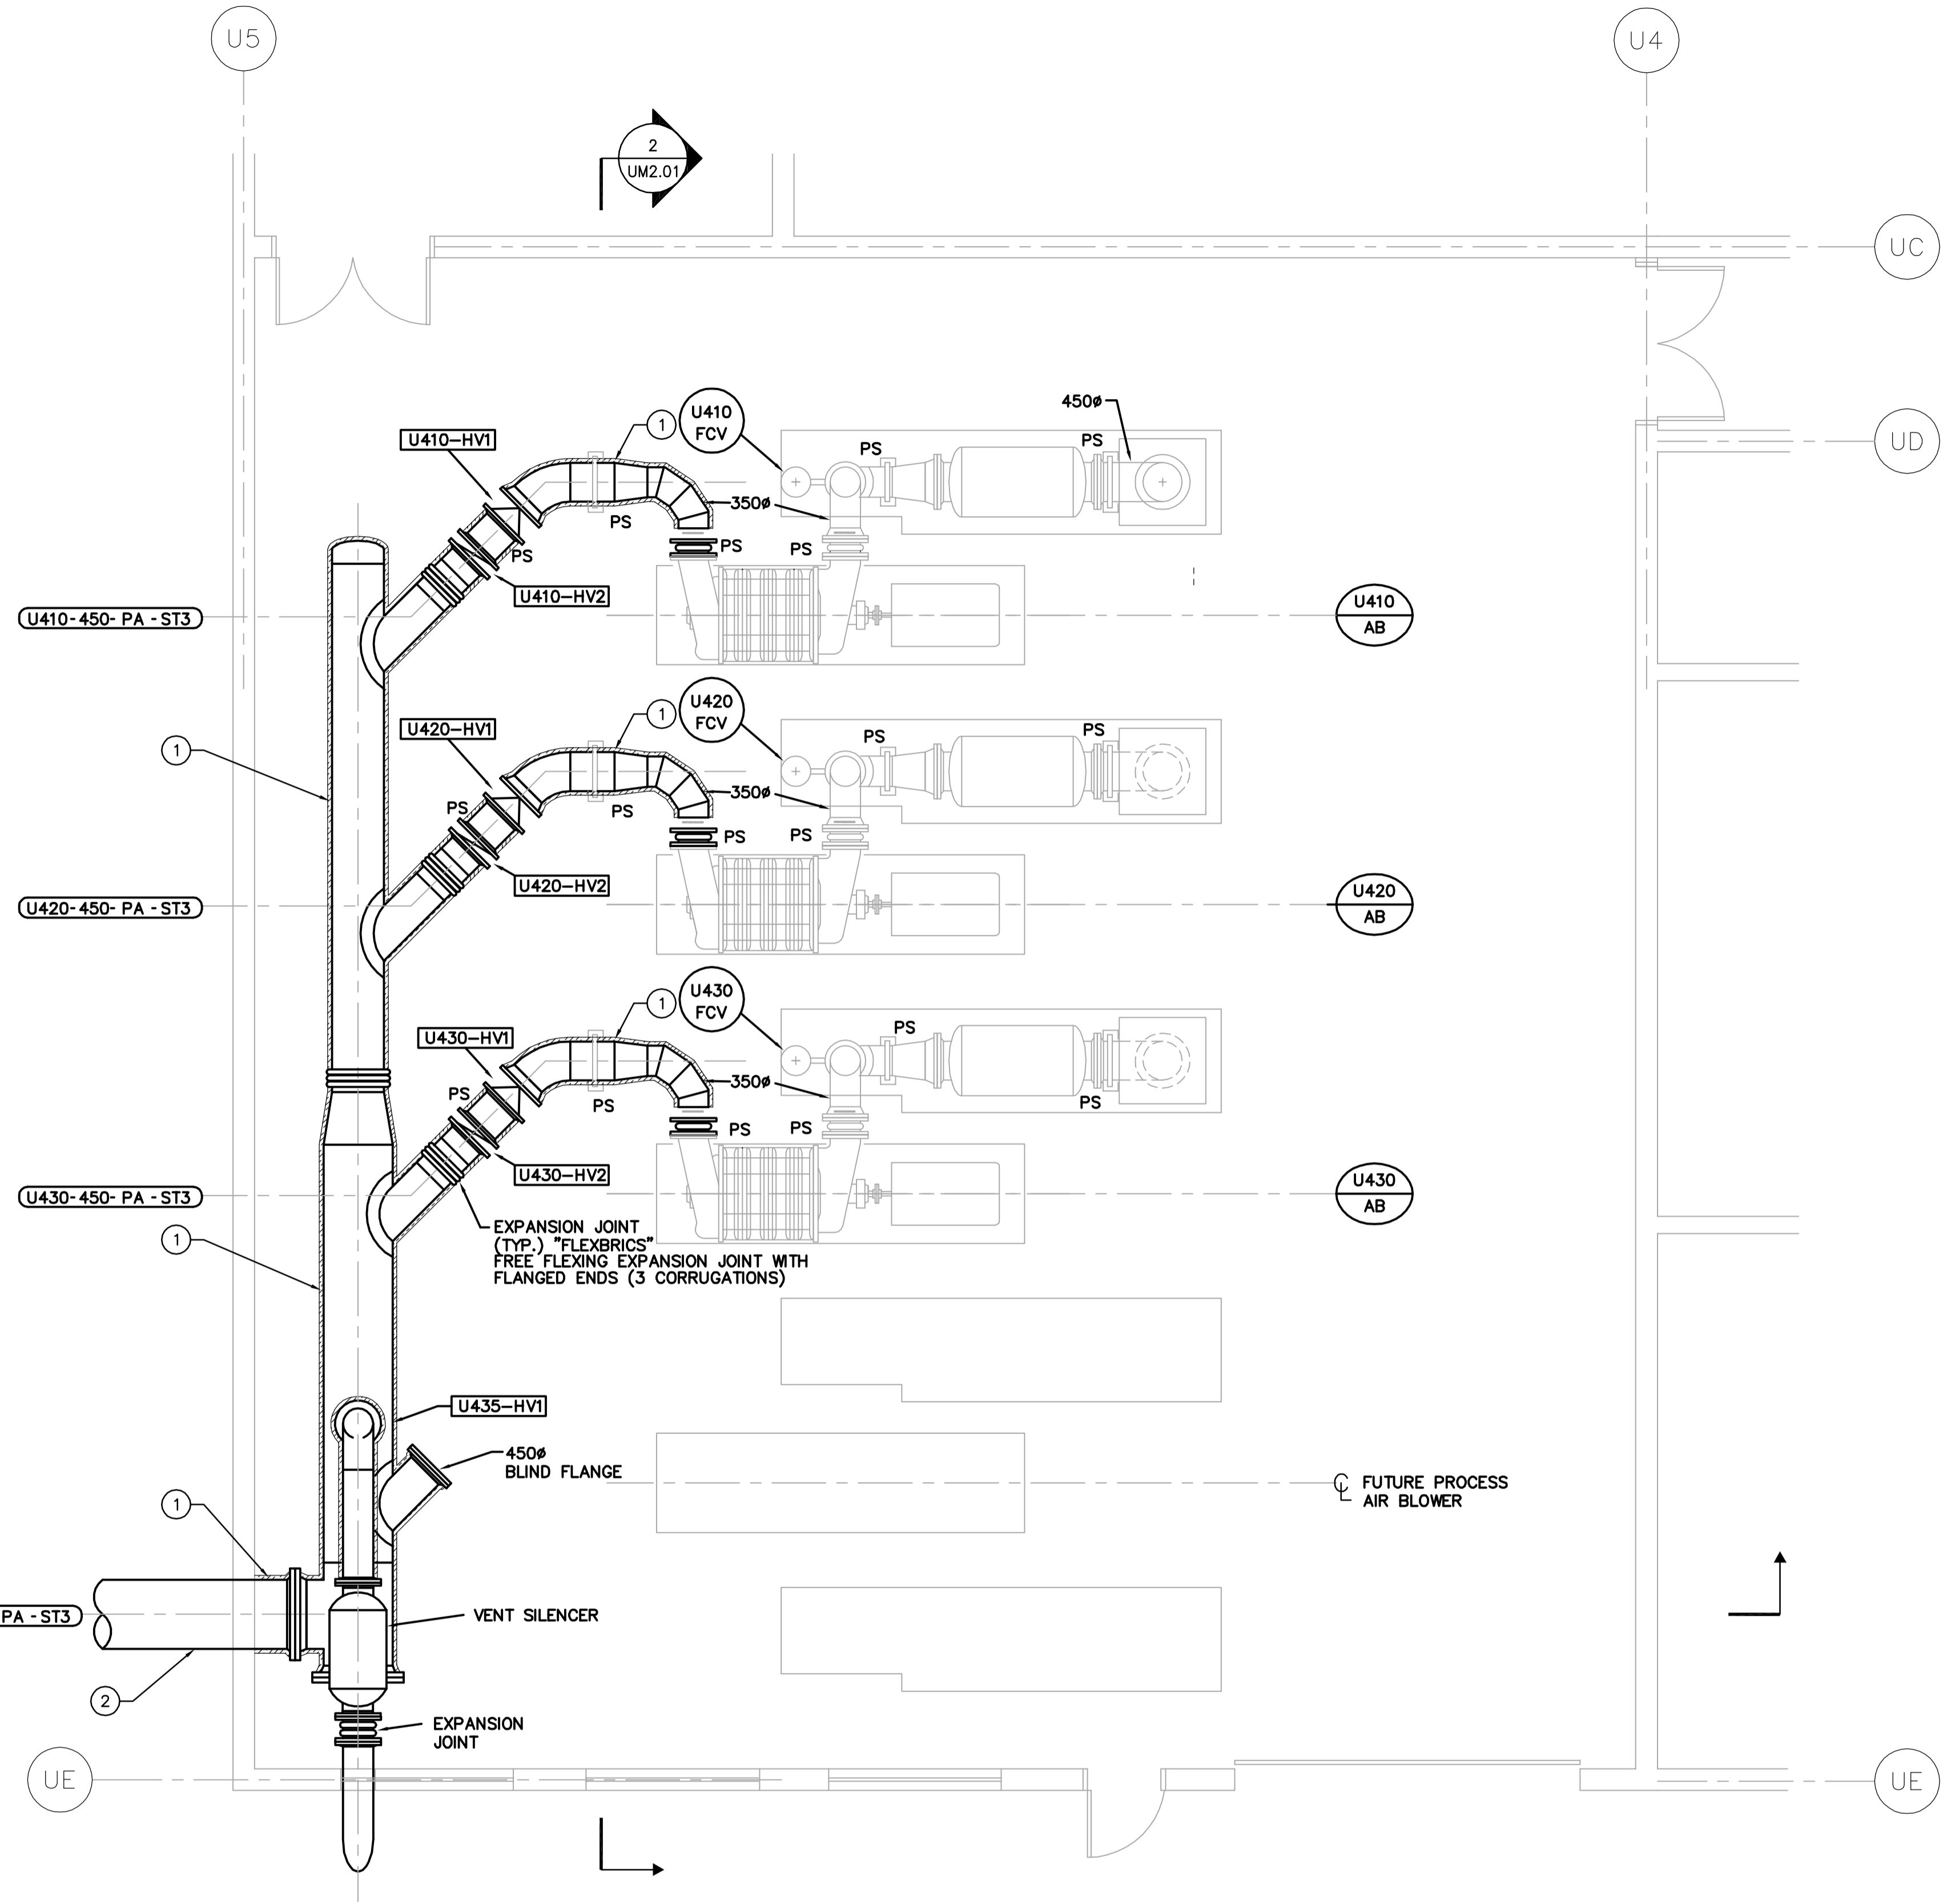 U5
U4
2
UM2.01
UC
UD
450ø
U410
FCV
1
U410-HV1
PS
PS
350ø
PS
PS
PS
PS
U410-HV2
U410-450-PA-ST3
U410
AB
U420
FCV
1
U420-HV1
PS
PS
1
350ø
PS
PS
PS
PS
U420-HV2
U420-450-PA-ST3
U420
AB
U430
FCV
1
U430-HV1
PS
350ø
PS
PS
PS
PS
PS
U430-HV2
U430-450-PA-ST3
U430
AB
EXPANSION JOINT
(TYP.) "FLEXBRICS"
FREE FLEXING EXPANSION JOINT WITH
FLANGED ENDS (3 CORRUGATIONS)
1
U435-HV1
450ø
BLIND FLANGE
FUTURE PROCESS
AIR BLOWER
1
PA-ST3
VENT SILENCER
2
EXPANSION
JOINT
UE
UE